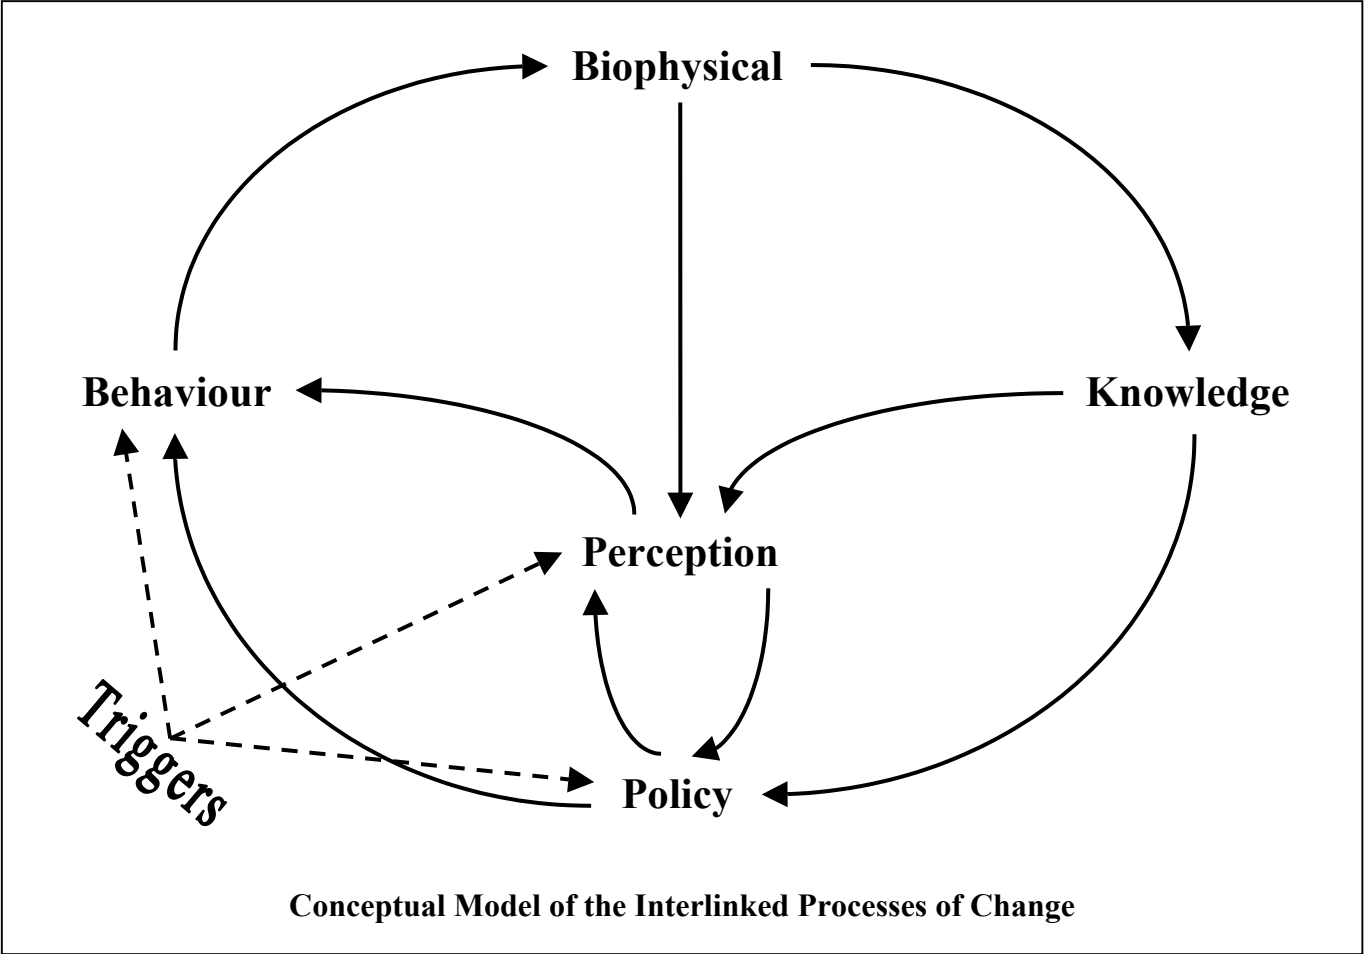 Biophysical
Behaviour
Knowledge
Perception
Triggers
Policy
Conceptual Model of the Interlinked Processes of Change